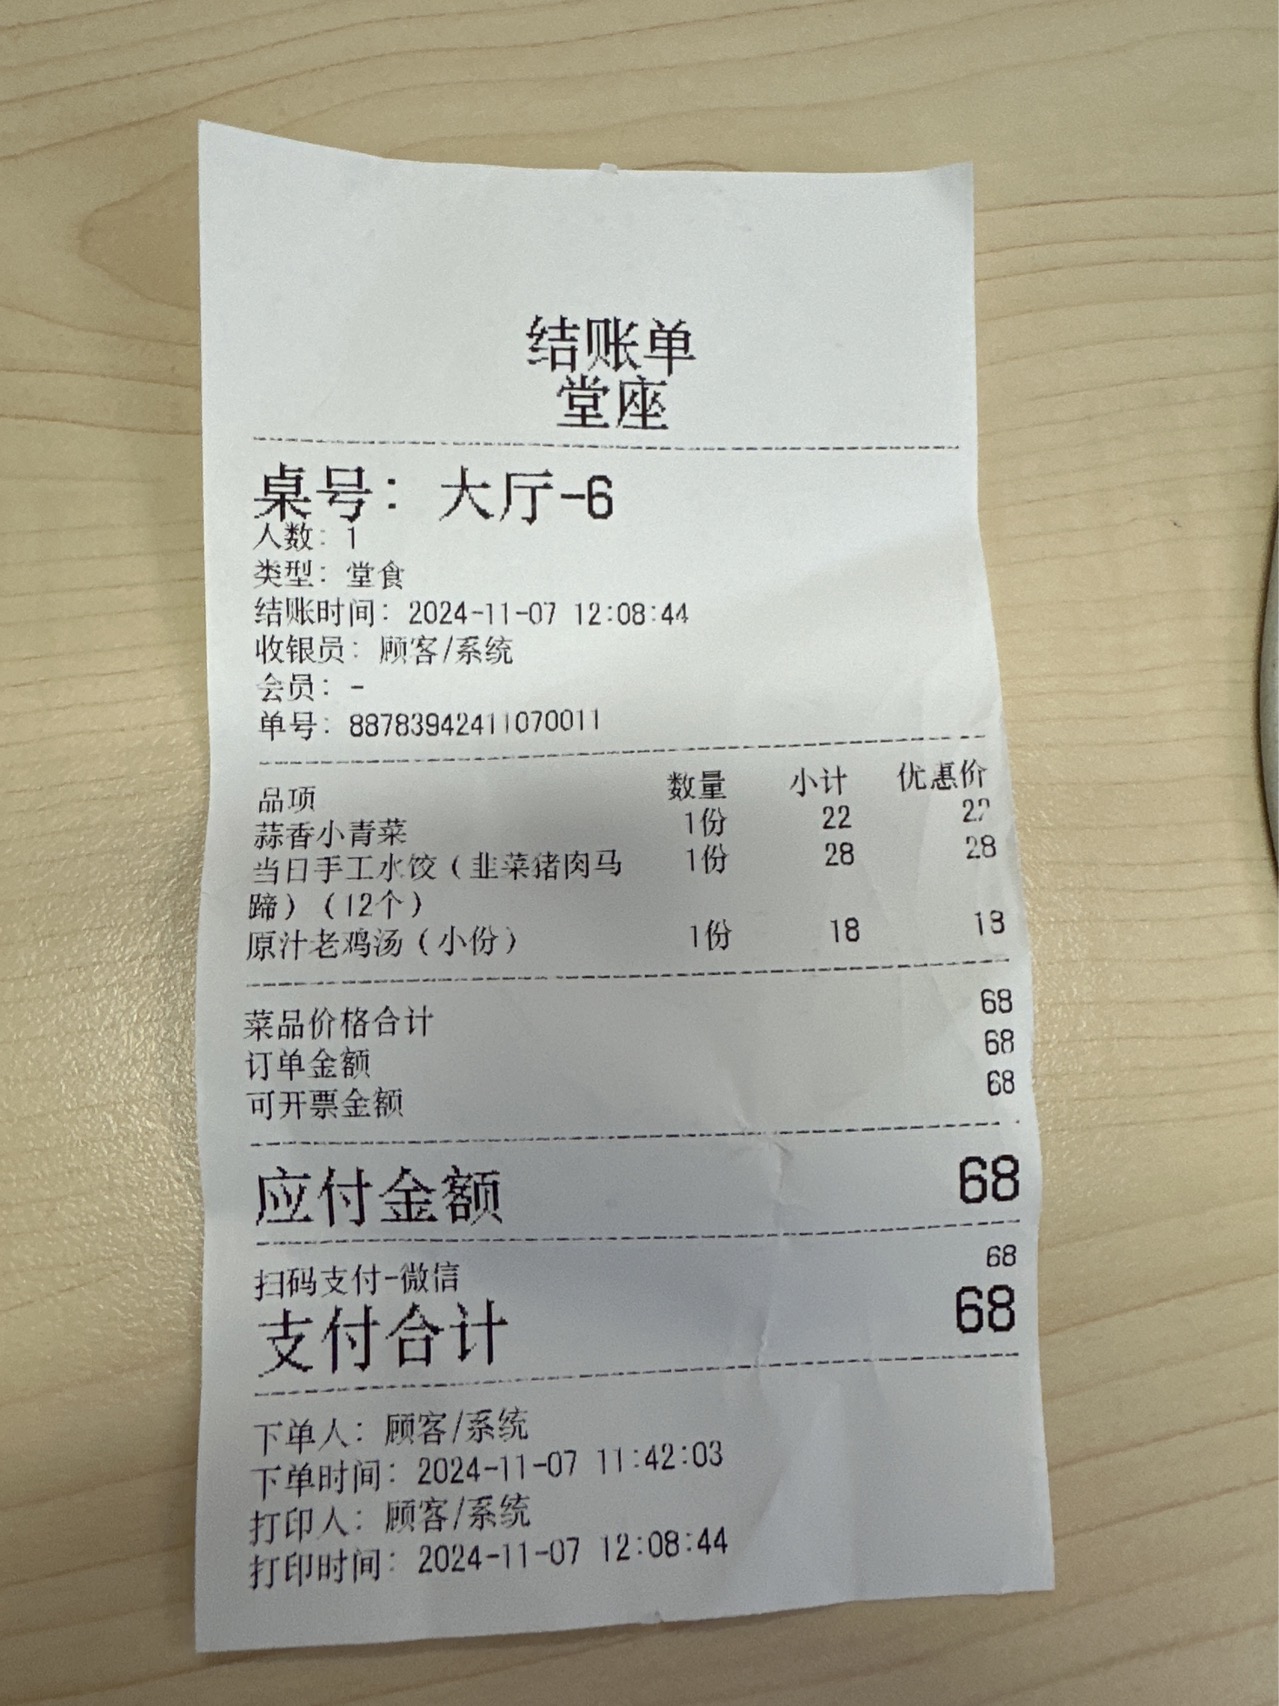 结账单
堂座
桌号：大厅-6
人数：1
类型：堂食
结账时间：2024-11-07 12:08:44
收银员：顾客/系统
会员：-
单号：88783942411070011
品项 数量 小计 优惠价
蒜香小青菜 1份 22 22
当日手工水饺（韭菜猪肉马 1份 28 28
蹄）（12个）
原汁老鸡汤（小份） 1份 18 18
菜品价格合计 68
订单金额 68
可开票金额 68
应付金额 68
扫码支付-微信 68
支付合计 68
下单人：顾客/系统
下单时间：2024-11-07 11:42:03
打印人：顾客/系统
打印时间：2024-11-07 12:08:44